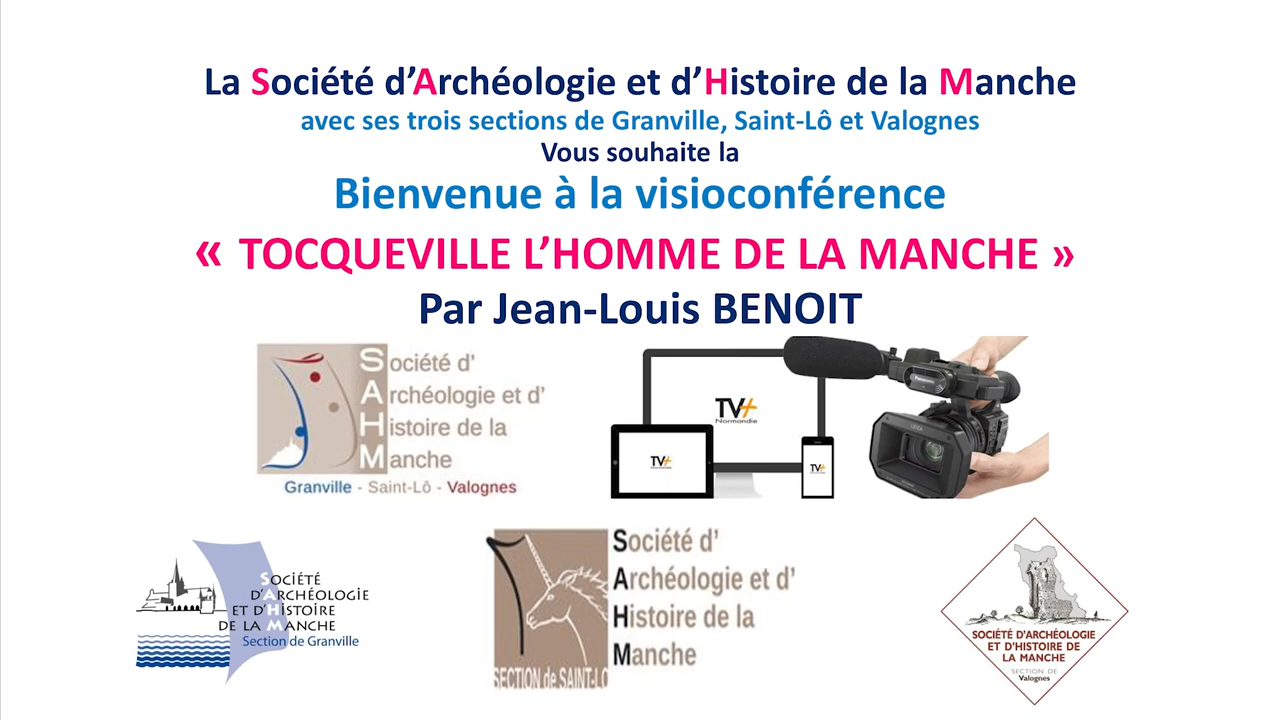 La Société d’Archéologie et d’Histoire de la Manche
avec ses trois sections de Granville, Saint-Lô et Valognes
Vous souhaite la
Bienvenue à la visioconférence
« TOCQUEVILLE L’HOMME DE LA MANCHE »
Par Jean-Louis BENOIT
Société d’
Archéologie et d’
Histoire de la
Manche
Granville - Saint-Lô - Valognes
TV+
Normandie
TV+
TV+
Panasonic
LEICA
SOCIÉTÉ
D’ARCHÉOLOGIE
ET D’HISTOIRE
DE LA MANCHE
Section de Granville
Société d’
Archéologie et d’
Histoire de la
Manche
SECTION de SAINT-LO
SOCIÉTÉ D’ARCHÉOLOGIE
ET D’HISTOIRE DE
LA MANCHE
SECTION DE
Valognes